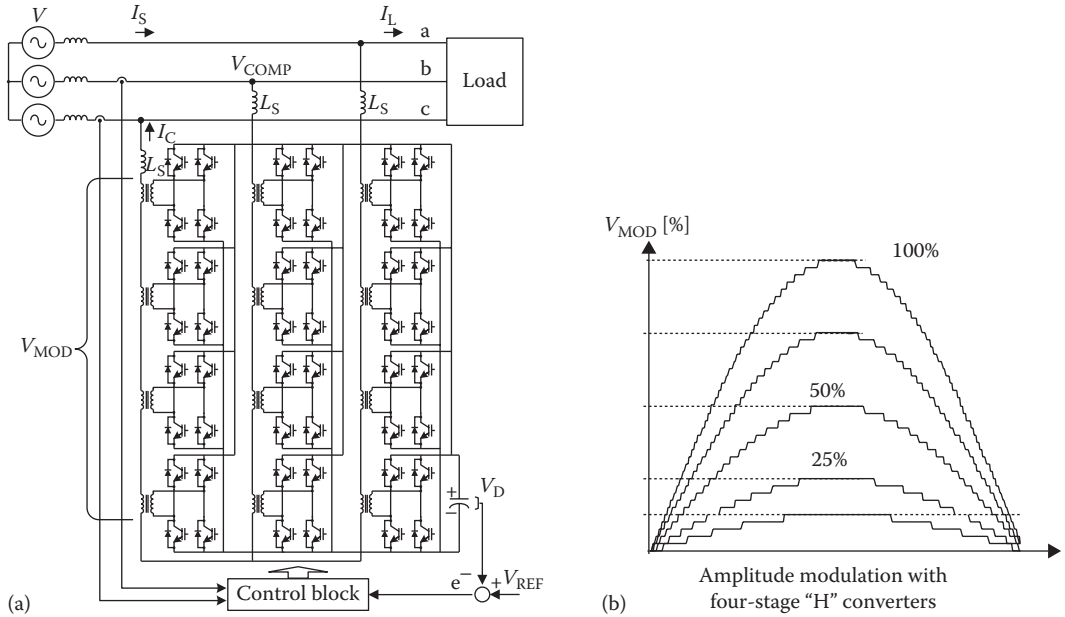 V
I_S
I_L
a
V_COMP
b
Load
L_S
L_S
c
I_C
L_S
V_MOD
+
−
V_D
e⁻
+
V_REF
Control block
(a)
V_MOD [%]
100%
50%
25%
Amplitude modulation with
four-stage “H” converters
(b)